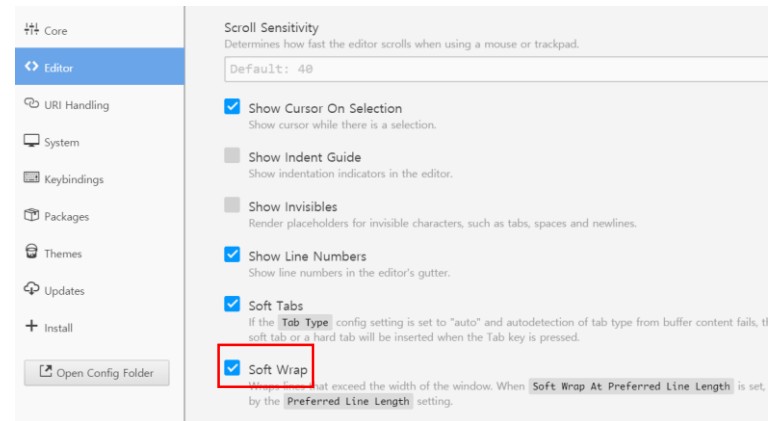 Core
Editor
URI Handling
System
Keybindings
Packages
Themes
Updates
Install
Open Config Folder
Scroll Sensitivity
Determines how fast the editor scrolls when using a mouse or trackpad.
Default: 40
Show Cursor On Selection
Show cursor while there is a selection.
Show Indent Guide
Show indentation indicators in the editor.
Show Invisibles
Render placeholders for invisible characters, such as tabs, spaces and newlines.
Show Line Numbers
Show line numbers in the editor's gutter.
Soft Tabs
If the Tab Type config setting is set to "auto" and autodetection of tab type from buffer content fails,
soft tab or a hard tab will be inserted when the Tab key is pressed.
Soft Wrap
Wraps lines that exceed the width of the window. When Soft Wrap At Preferred Line Length is set,
by the Preferred Line Length setting.